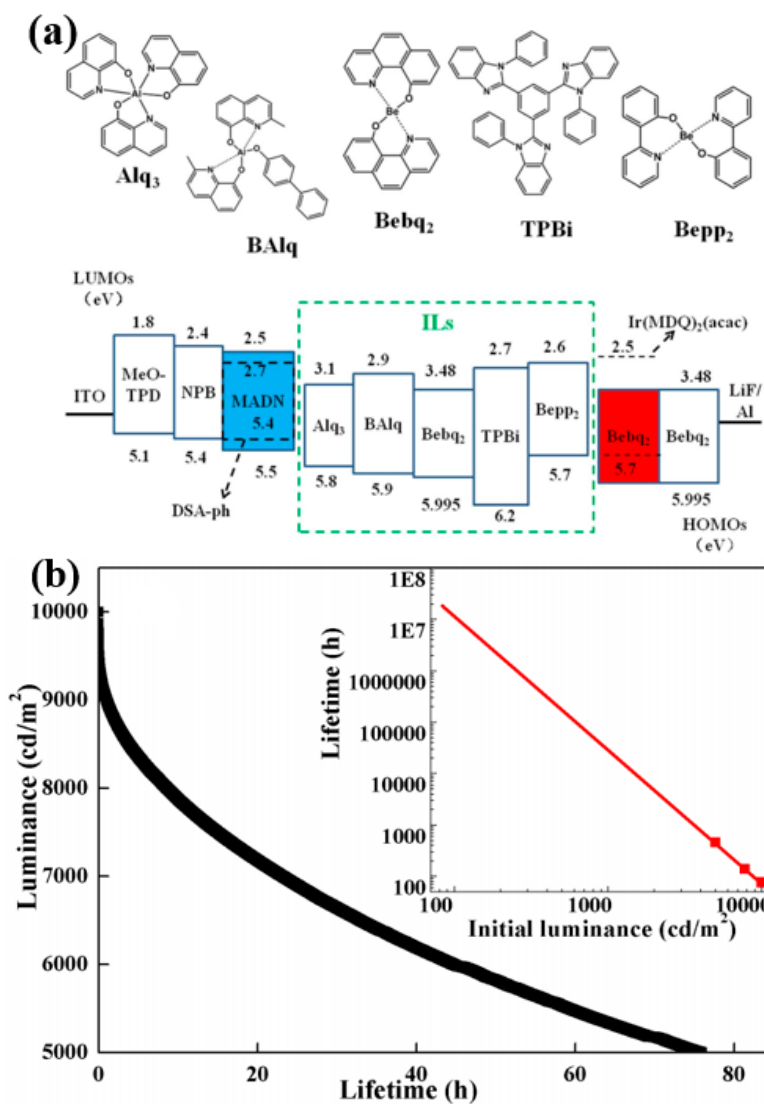 (a)
Alq3
BAlq
Bebq2
TPBi
Bepp2
LUMOs
(eV)
ILs
Ir(MDQ)2(acac)
1.8
2.4
2.5
3.1
2.9
3.48
2.7
2.6
2.5
3.48
ITO
MeO-
TPD
NPB
2.7
MADN
5.4
Alq3
BAlq
Bebq2
TPBi
Bepp2
Bebq2
5.7
Bebq2
LiF/
Al
5.1
5.4
5.5
5.8
5.9
5.995
6.2
5.7
5.995
DSA-ph
HOMOs
(eV)
(b)
Luminance (cd/m2)
10000
9000
8000
7000
6000
5000
0
20
40
60
80
Lifetime (h)
Lifetime (h)
1E8
1E7
1000000
100000
10000
1000
100
100
1000
10000
Initial luminance (cd/m2)